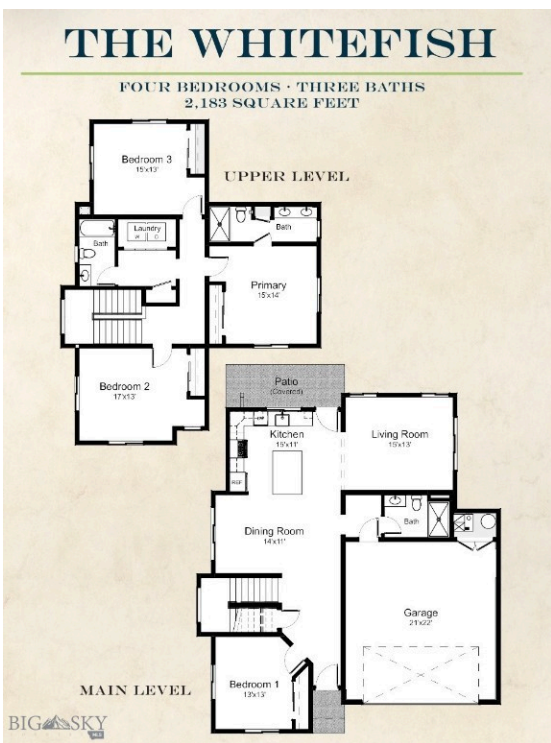 THE WHITEFISH
FOUR BEDROOMS · THREE BATHS
2,183 SQUARE FEET
Bedroom 3
15'x13'
UPPER LEVEL
Bath
Laundry
W D
Bath
Primary
15'x14'
Bedroom 2
17'x13'
Patio
(Covered)
Kitchen
15'x11'
Living Room
15'x13'
REF
Bath
Dining Room
14'x11'
Garage
21'x22'
Bedroom 1
13'x13'
MAIN LEVEL
BIG SKY
MLS